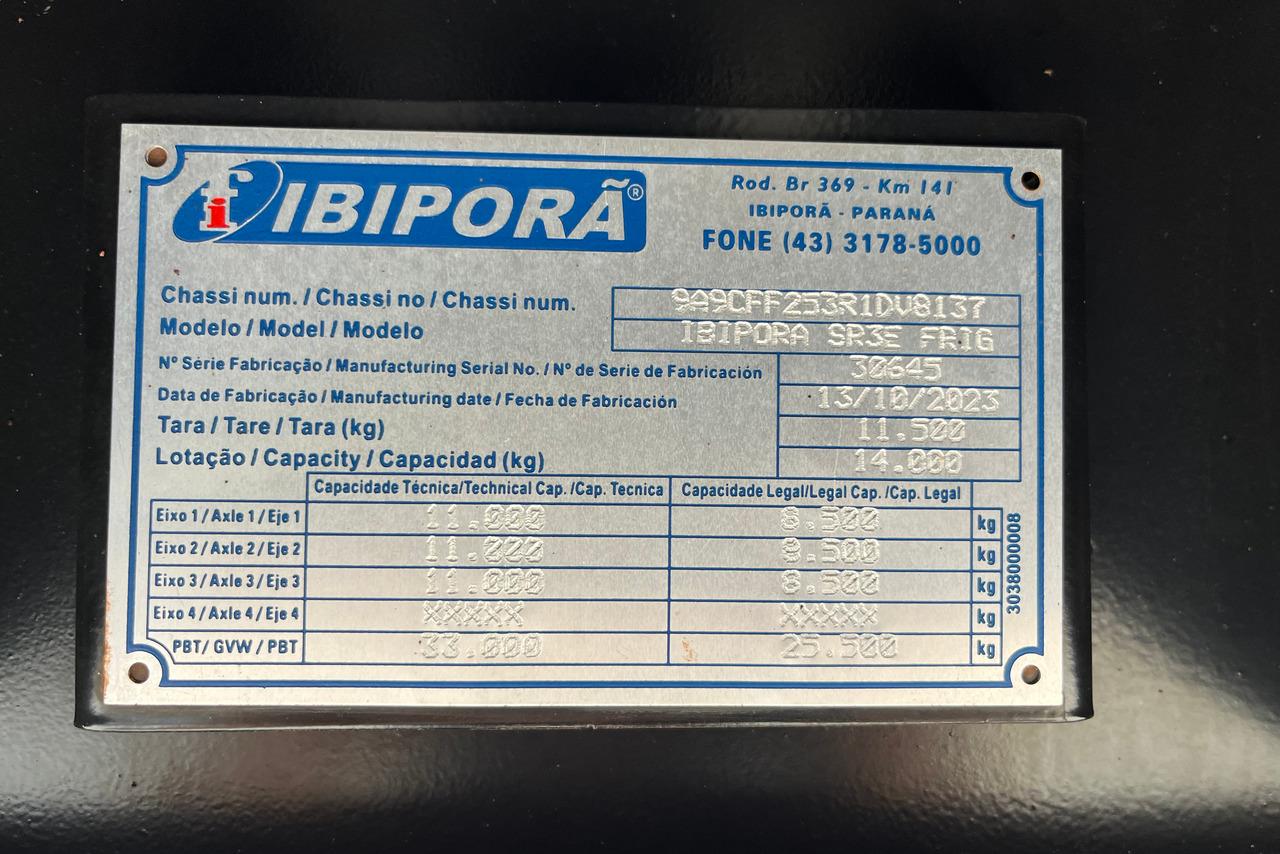 fi IBIPORÃ®
Rod. Br 369 - Km 141
IBIPORÃ - PARANÁ
FONE (43) 3178-5000
Chassi num. / Chassi no / Chassi num. 9A9CFF253R1DV8137
Modelo / Model / Modelo IBIPORA SR3E FRIG
Nº Série Fabricação / Manufacturing Serial No. / Nº de Serie de Fabricación 30645
Data de Fabricação / Manufacturing date / Fecha de Fabricación 13/10/2023
Tara / Tare / Tara (kg) 11.500
Lotação / Capacity / Capacidad (kg) 14.000
Capacidade Técnica/Technical Cap. /Cap. Tecnica Capacidade Legal/Legal Cap. /Cap. Legal
Eixo 1 / Axle 1 / Eje 1 11.000 8.500 kg
Eixo 2 / Axle 2 / Eje 2 11.000 kg
Eixo 3 / Axle 3 / Eje 3 11.000 8.500 kg
Eixo 4 / Axle 4 / Eje 4 XXXXX XXXXX kg
PBT/ GVW / PBT 33.000 25.500 kg
3038000008